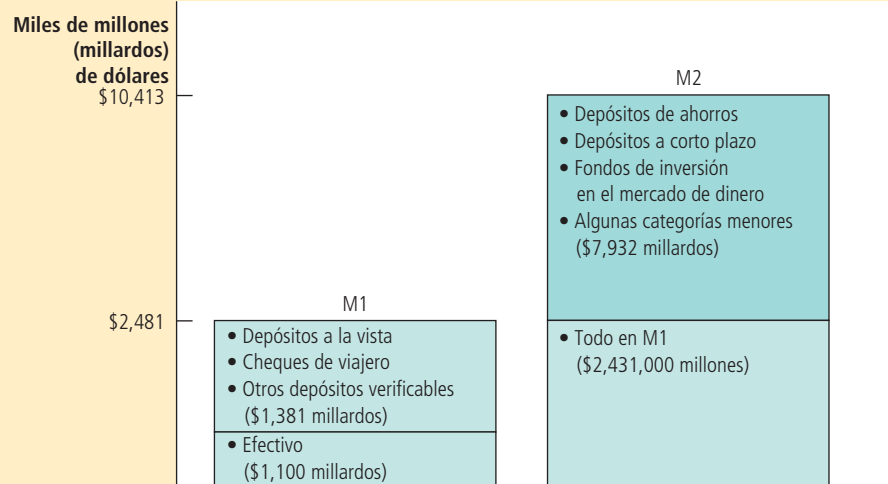 Miles de millones
(millardos)
de dólares
$10,413
$2,481
M1
• Depósitos a la vista
• Cheques de viajero
• Otros depósitos verificables
($1,381 millardos)
• Efectivo
($1,100 millardos)
M2
• Depósitos de ahorros
• Depósitos a corto plazo
• Fondos de inversión
en el mercado de dinero
• Algunas categorías menores
($7,932 millardos)
• Todo en M1
($2,431,000 millones)